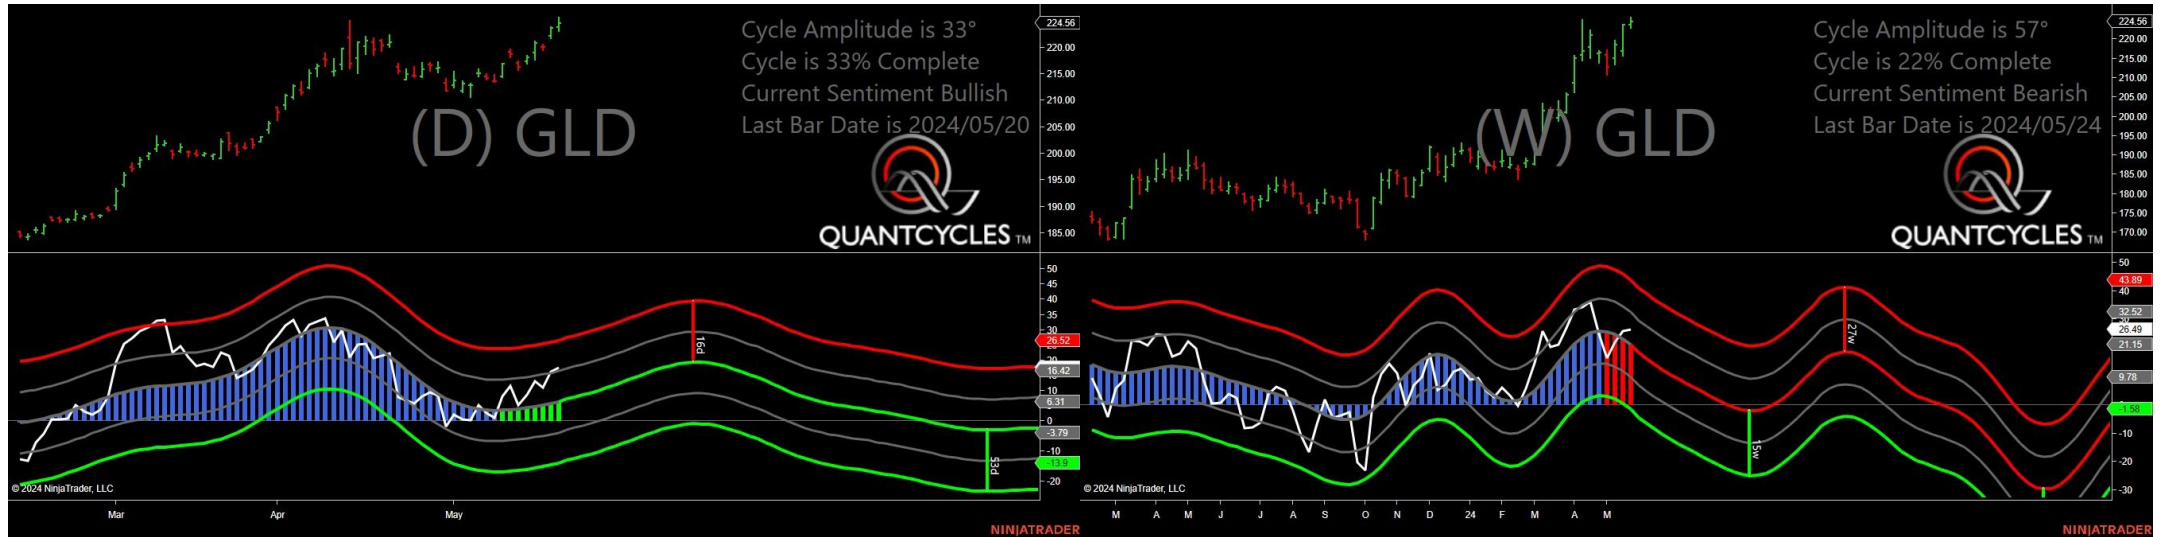 Cycle Amplitude is 33°
Cycle is 33% Complete
Current Sentiment Bullish
Last Bar Date is 2024/05/20
(D) GLD
QUANTCYCLES TM
224.56
220.00
215.00
210.00
205.00
200.00
195.00
190.00
185.00
50
45
40
35
30
26.52
20
16.42
10
6.31
0
-3.79
-10
-13.9
-20
16d
53d
© 2024 NinjaTrader, LLC
Mar Apr May
NINJATRADER
Cycle Amplitude is 57°
Cycle is 22% Complete
Current Sentiment Bearish
Last Bar Date is 2024/05/24
(W) GLD
QUANTCYCLES TM
224.56
220.00
215.00
210.00
205.00
200.00
195.00
190.00
185.00
180.00
175.00
170.00
50
43.89
40
32.52
26.49
21.15
9.78
-1.58
-10
-20
-30
27w
15w
© 2024 NinjaTrader, LLC
M A M J J A S O N D 24 F M A M
NINJATRADER